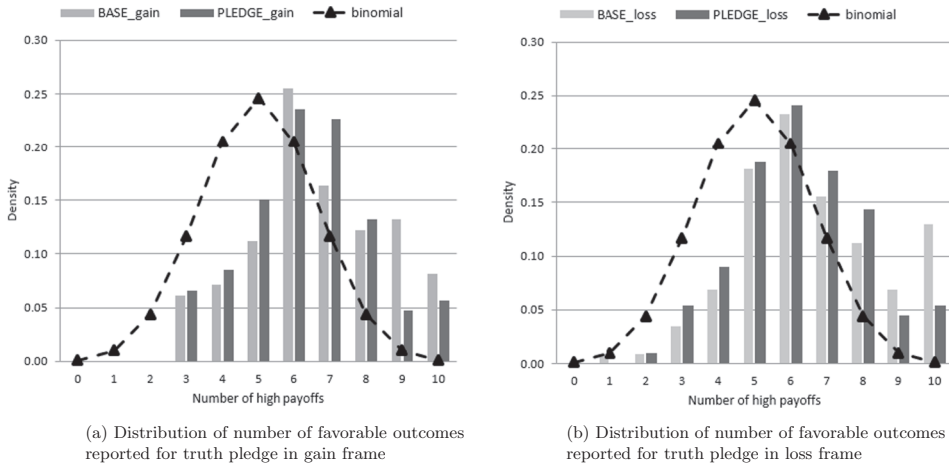 BASE_gain PLEDGE_gain binomial
0.30
0.25
0.20
0.15
0.10
0.05
0.00
Density
0 1 2 3 4 5 6 7 8 9 10
Number of high payoffs
(a) Distribution of number of favorable outcomes
reported for truth pledge in gain frame
BASE_loss PLEDGE_loss binomial
0.30
0.25
0.20
0.15
0.10
0.05
0.00
Density
0 1 2 3 4 5 6 7 8 9 10
Number of high payoffs
(b) Distribution of number of favorable outcomes
reported for truth pledge in loss frame